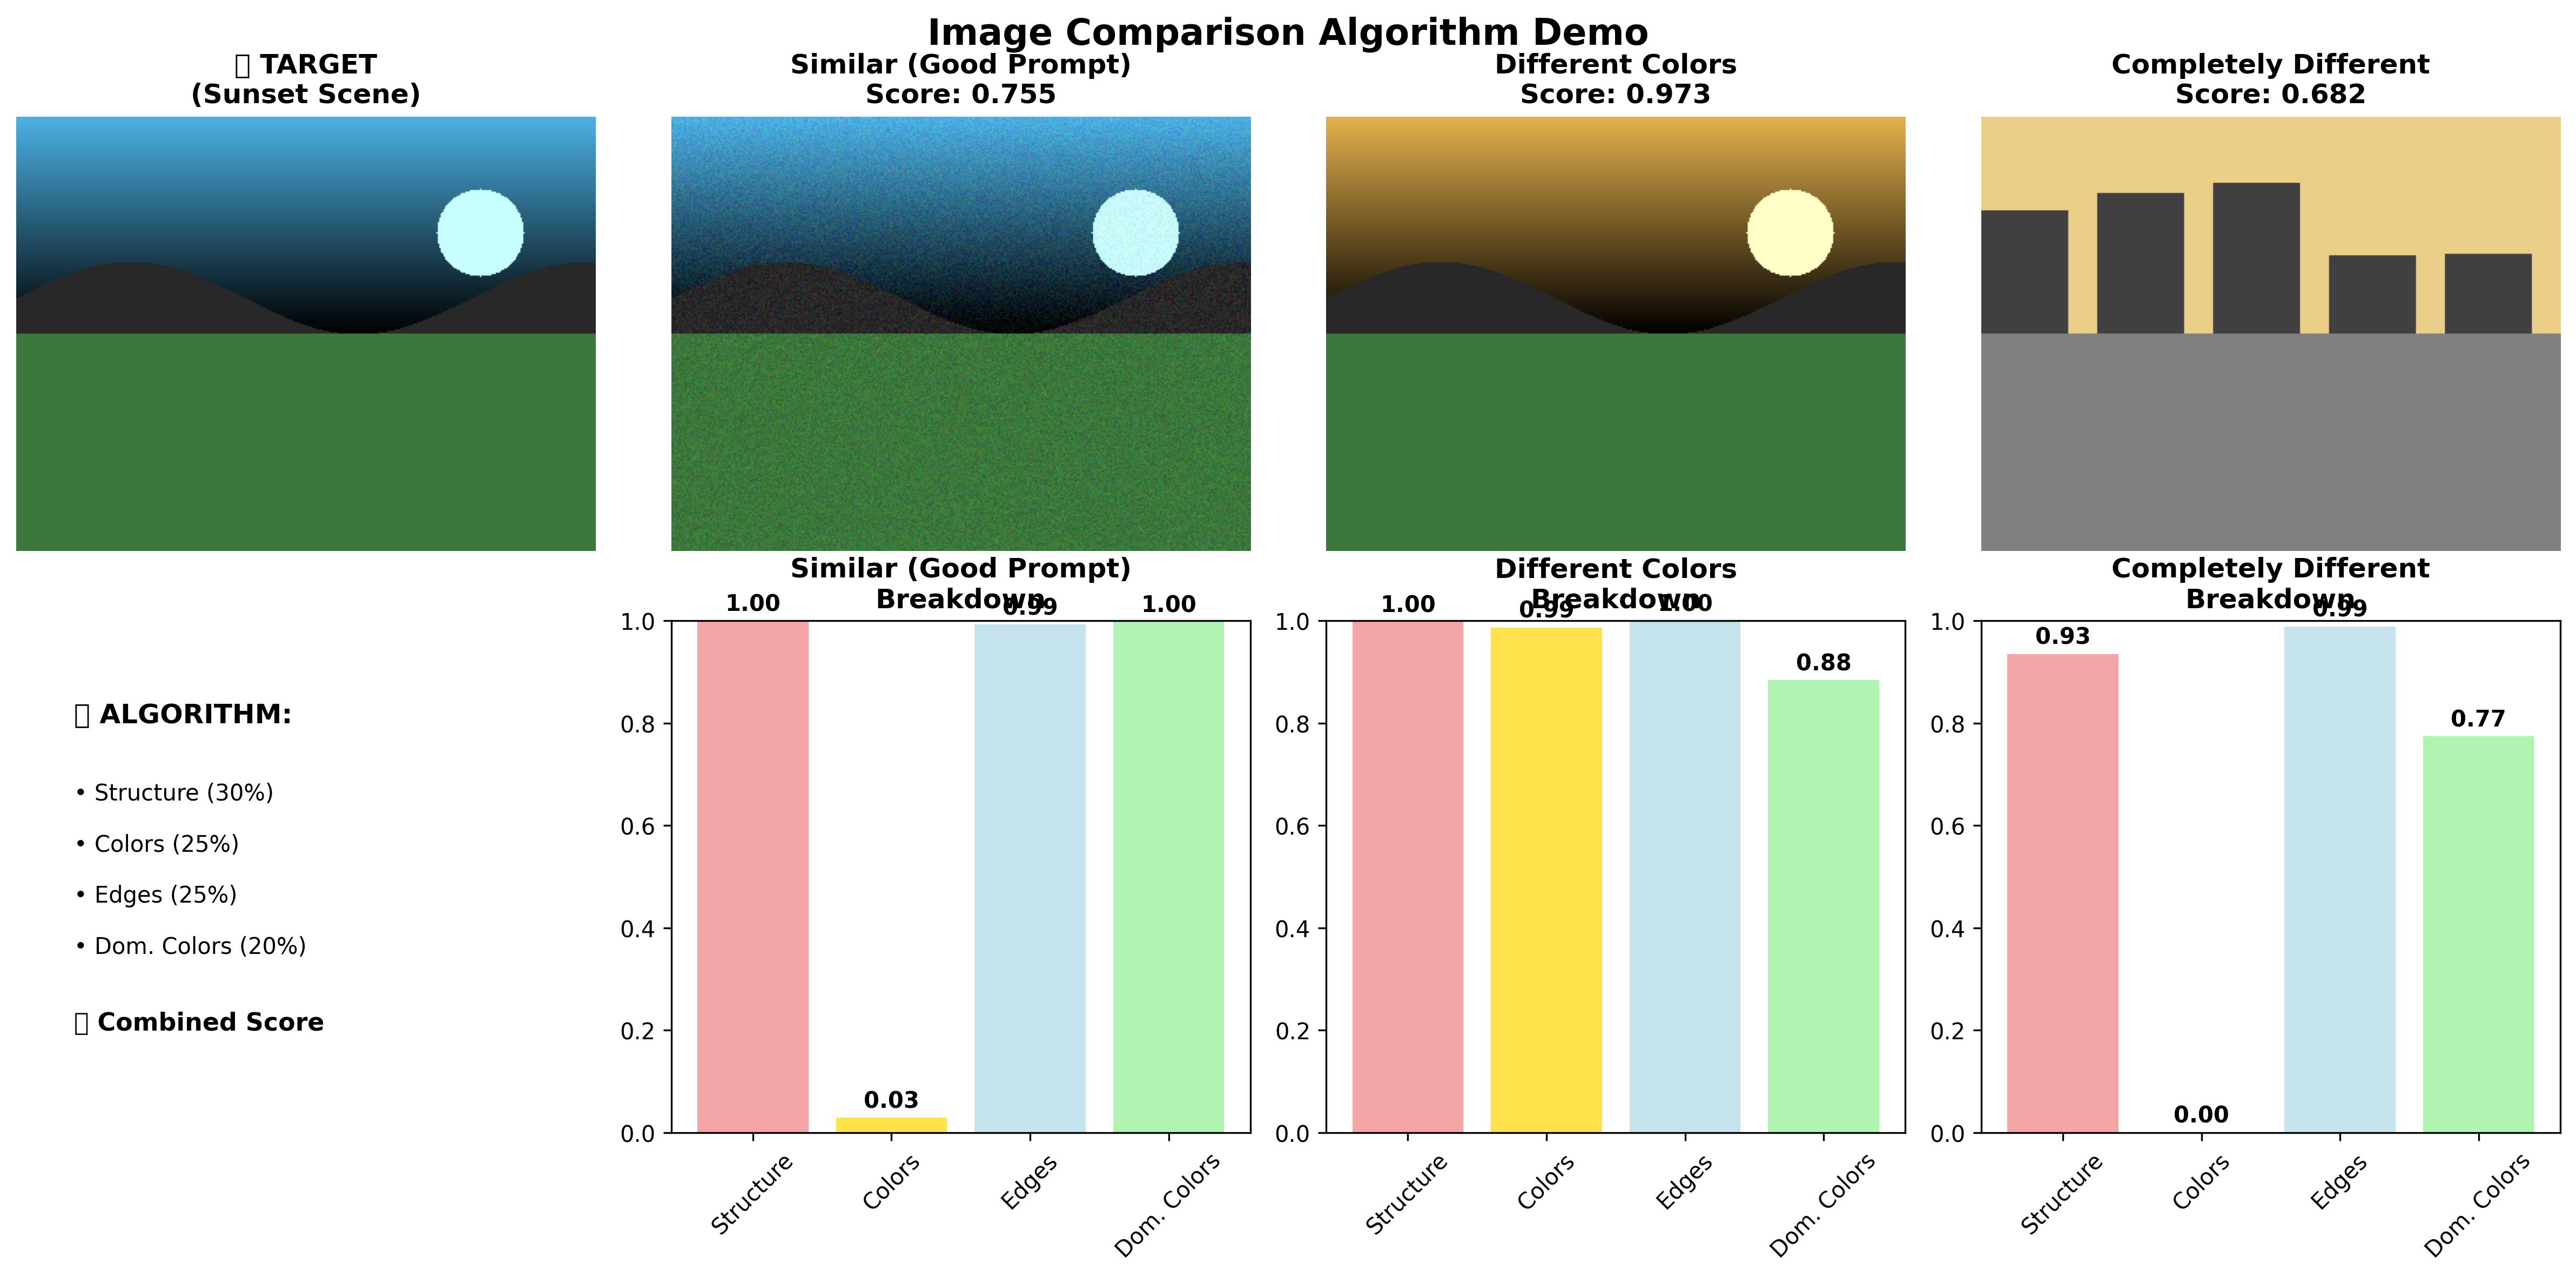 Image Comparison Algorithm Demo
▯ TARGET
(Sunset Scene)
Similar (Good Prompt)
Score: 0.755
Different Colors
Score: 0.973
Completely Different
Score: 0.682
▯ ALGORITHM:
• Structure (30%)
• Colors (25%)
• Edges (25%)
• Dom. Colors (20%)
▯ Combined Score
Similar (Good Prompt)
Breakdown
1.00
0.03
0.99
1.00
1.0
0.8
0.6
0.4
0.2
0.0
Structure
Colors
Edges
Dom. Colors
Different Colors
Breakdown
1.00
0.99
1.00
0.88
1.0
0.8
0.6
0.4
0.2
0.0
Structure
Colors
Edges
Dom. Colors
Completely Different
Breakdown
0.93
0.00
0.99
0.77
1.0
0.8
0.6
0.4
0.2
0.0
Structure
Colors
Edges
Dom. Colors